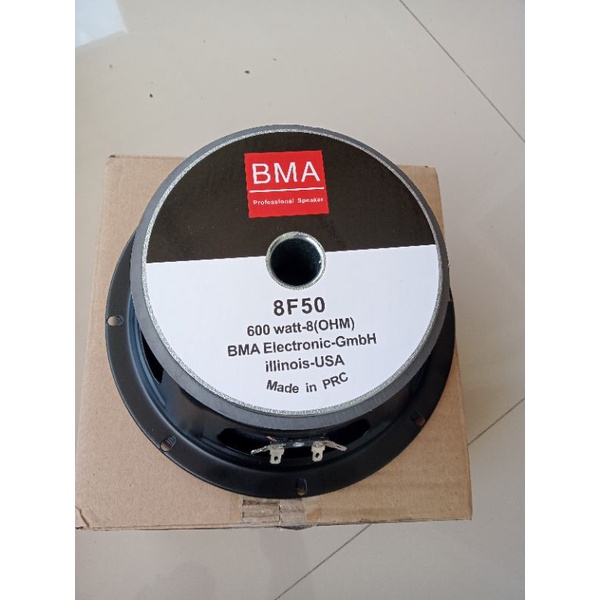 BMA
Professional Speaker
8F50
600 watt-8(OHM)
BMA Electronic-GmbH
illinois-USA
Made in PRC